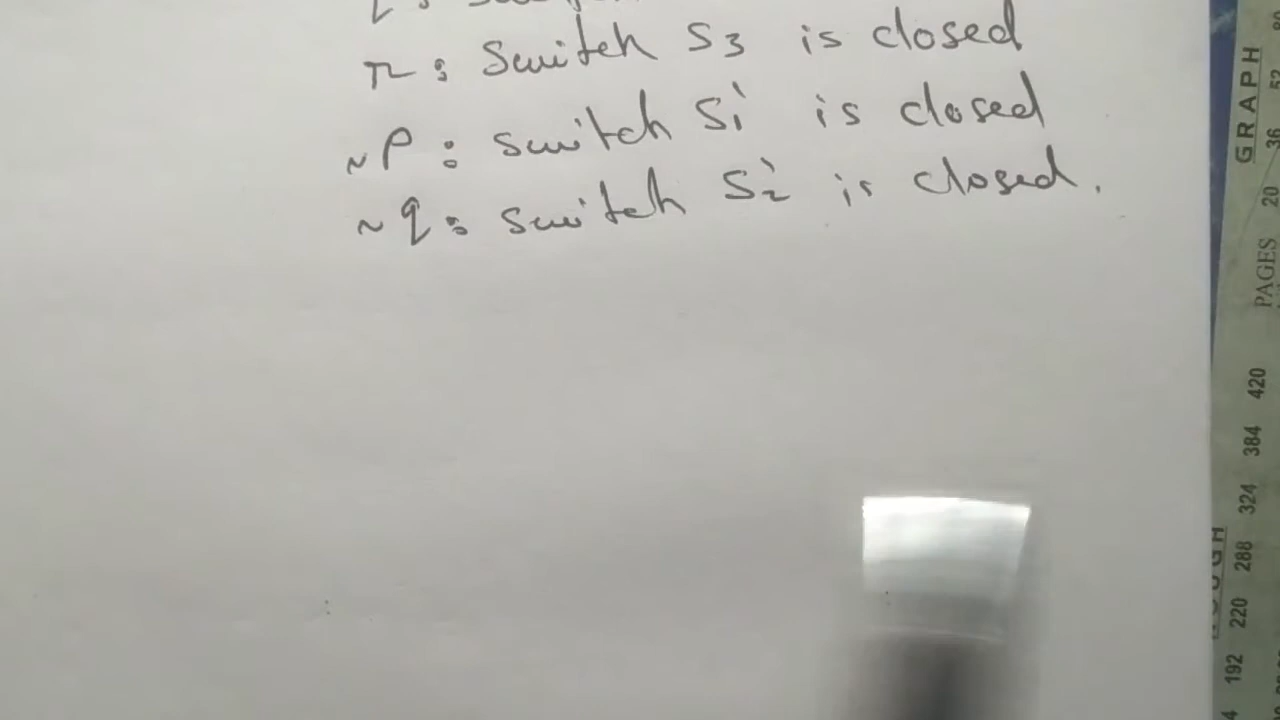 r : Switch S3 is closed
~p : switch S1' is closed
~q : switch S2' is closed.
GRAPH
PAGES 20 36 52
192 220 288 324 384 420